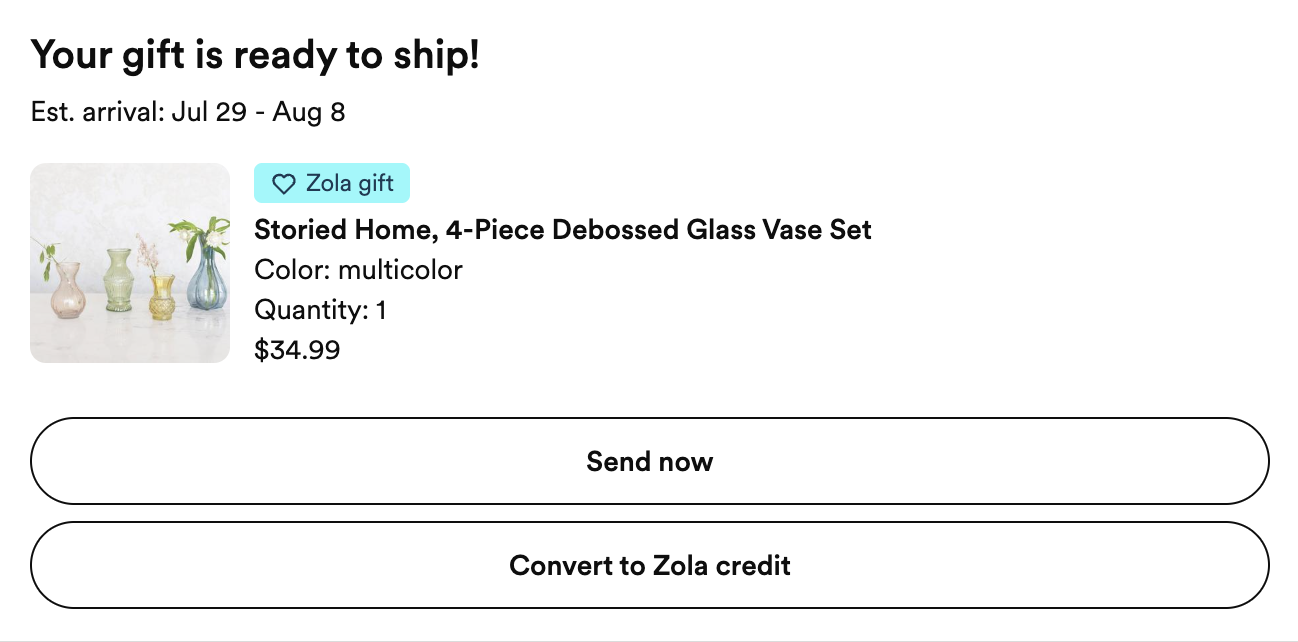 Your gift is ready to ship!
Est. arrival: Jul 29 - Aug 8
Zola gift
Storied Home, 4-Piece Debossed Glass Vase Set
Color: multicolor
Quantity: 1
$34.99
Send now
Convert to Zola credit